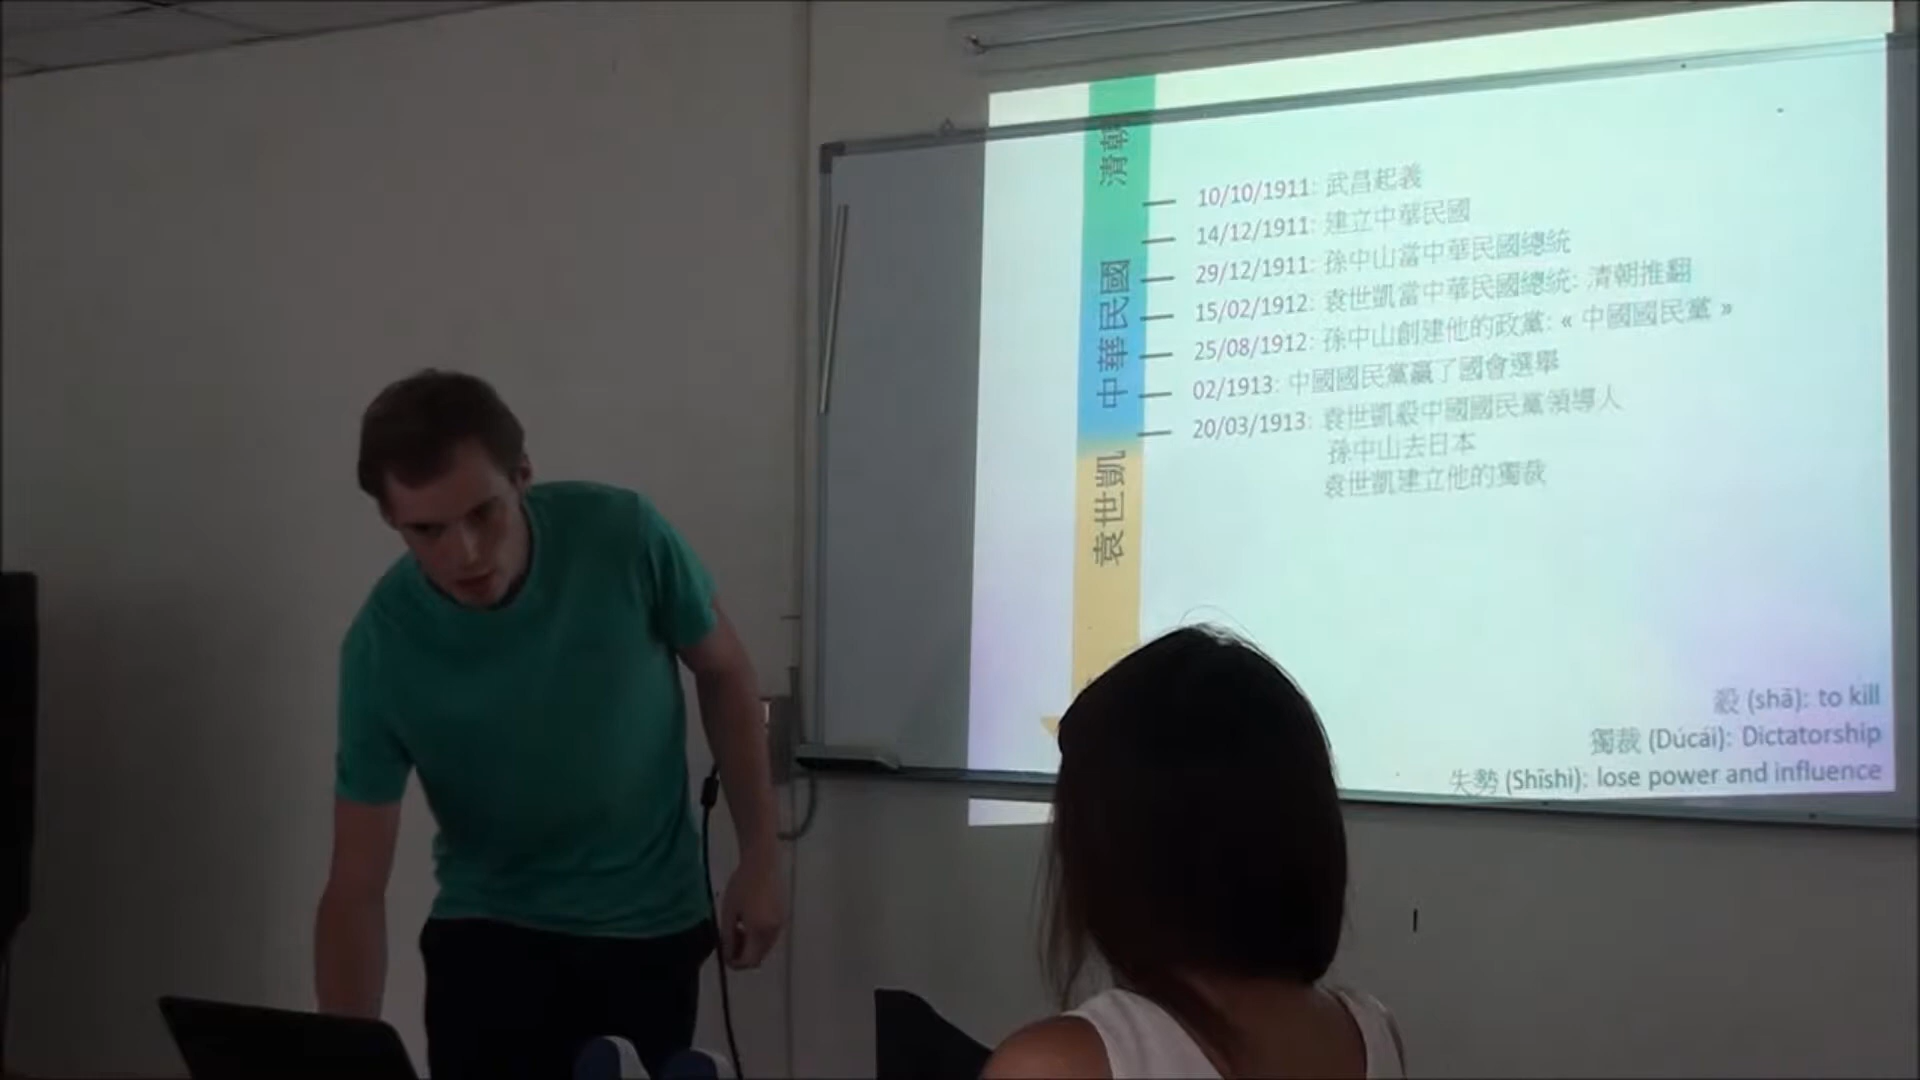 清朝
中華民國
袁世凱
10/10/1911: 武昌起義
14/12/1911: 建立中華民國
29/12/1911: 孫中山當中華民國總統
15/02/1912: 袁世凱當中華民國總統: 清朝推翻
25/08/1912: 孫中山創建他的政黨: « 中國國民黨 »
02/1913: 中國國民黨贏了國會選舉
20/03/1913: 袁世凱殺中國國民黨領導人
孫中山去日本
袁世凱建立他的獨裁
殺 (shā): to kill
獨裁 (Dúcái): Dictatorship
失勢 (Shīshì): lose power and influence